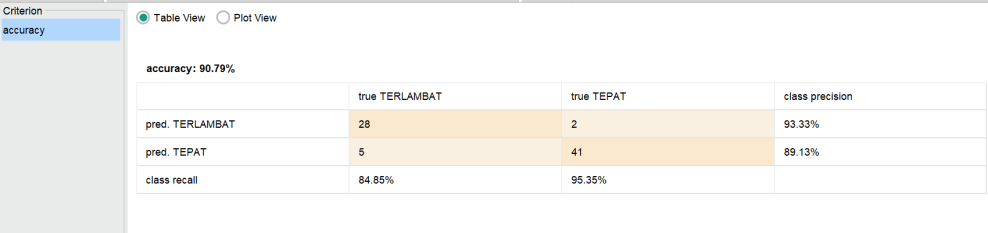 Criterion
accuracy
Table View Plot View
accuracy: 90.79%
true TERLAMBAT true TEPAT class precision
pred. TERLAMBAT 28 2 93.33%
pred. TEPAT 5 41 89.13%
class recall 84.85% 95.35%